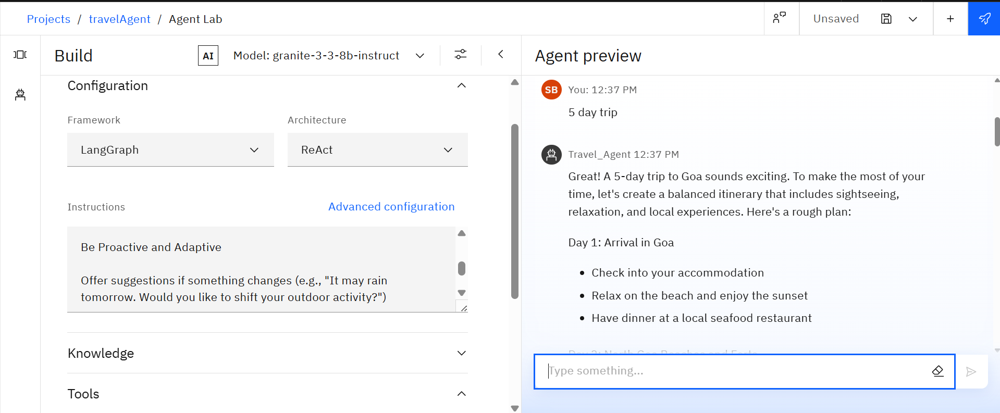 Projects / travelAgent / Agent Lab
Unsaved
Build
AI
Model: granite-3-3-8b-instruct
Configuration
Framework
Architecture
LangGraph
ReAct
Instructions
Advanced configuration
Be Proactive and Adaptive
Offer suggestions if something changes (e.g., "It may rain
tomorrow. Would you like to shift your outdoor activity?")
Knowledge
Tools
Agent preview
SB
You: 12:37 PM
5 day trip
Travel_Agent 12:37 PM
Great! A 5-day trip to Goa sounds exciting. To make the most of your
time, let's create a balanced itinerary that includes sightseeing,
relaxation, and local experiences. Here's a rough plan:
Day 1: Arrival in Goa
• Check into your accommodation
• Relax on the beach and enjoy the sunset
• Have dinner at a local seafood restaurant
Day 2: North Goa Beaches and Forts
Type something...